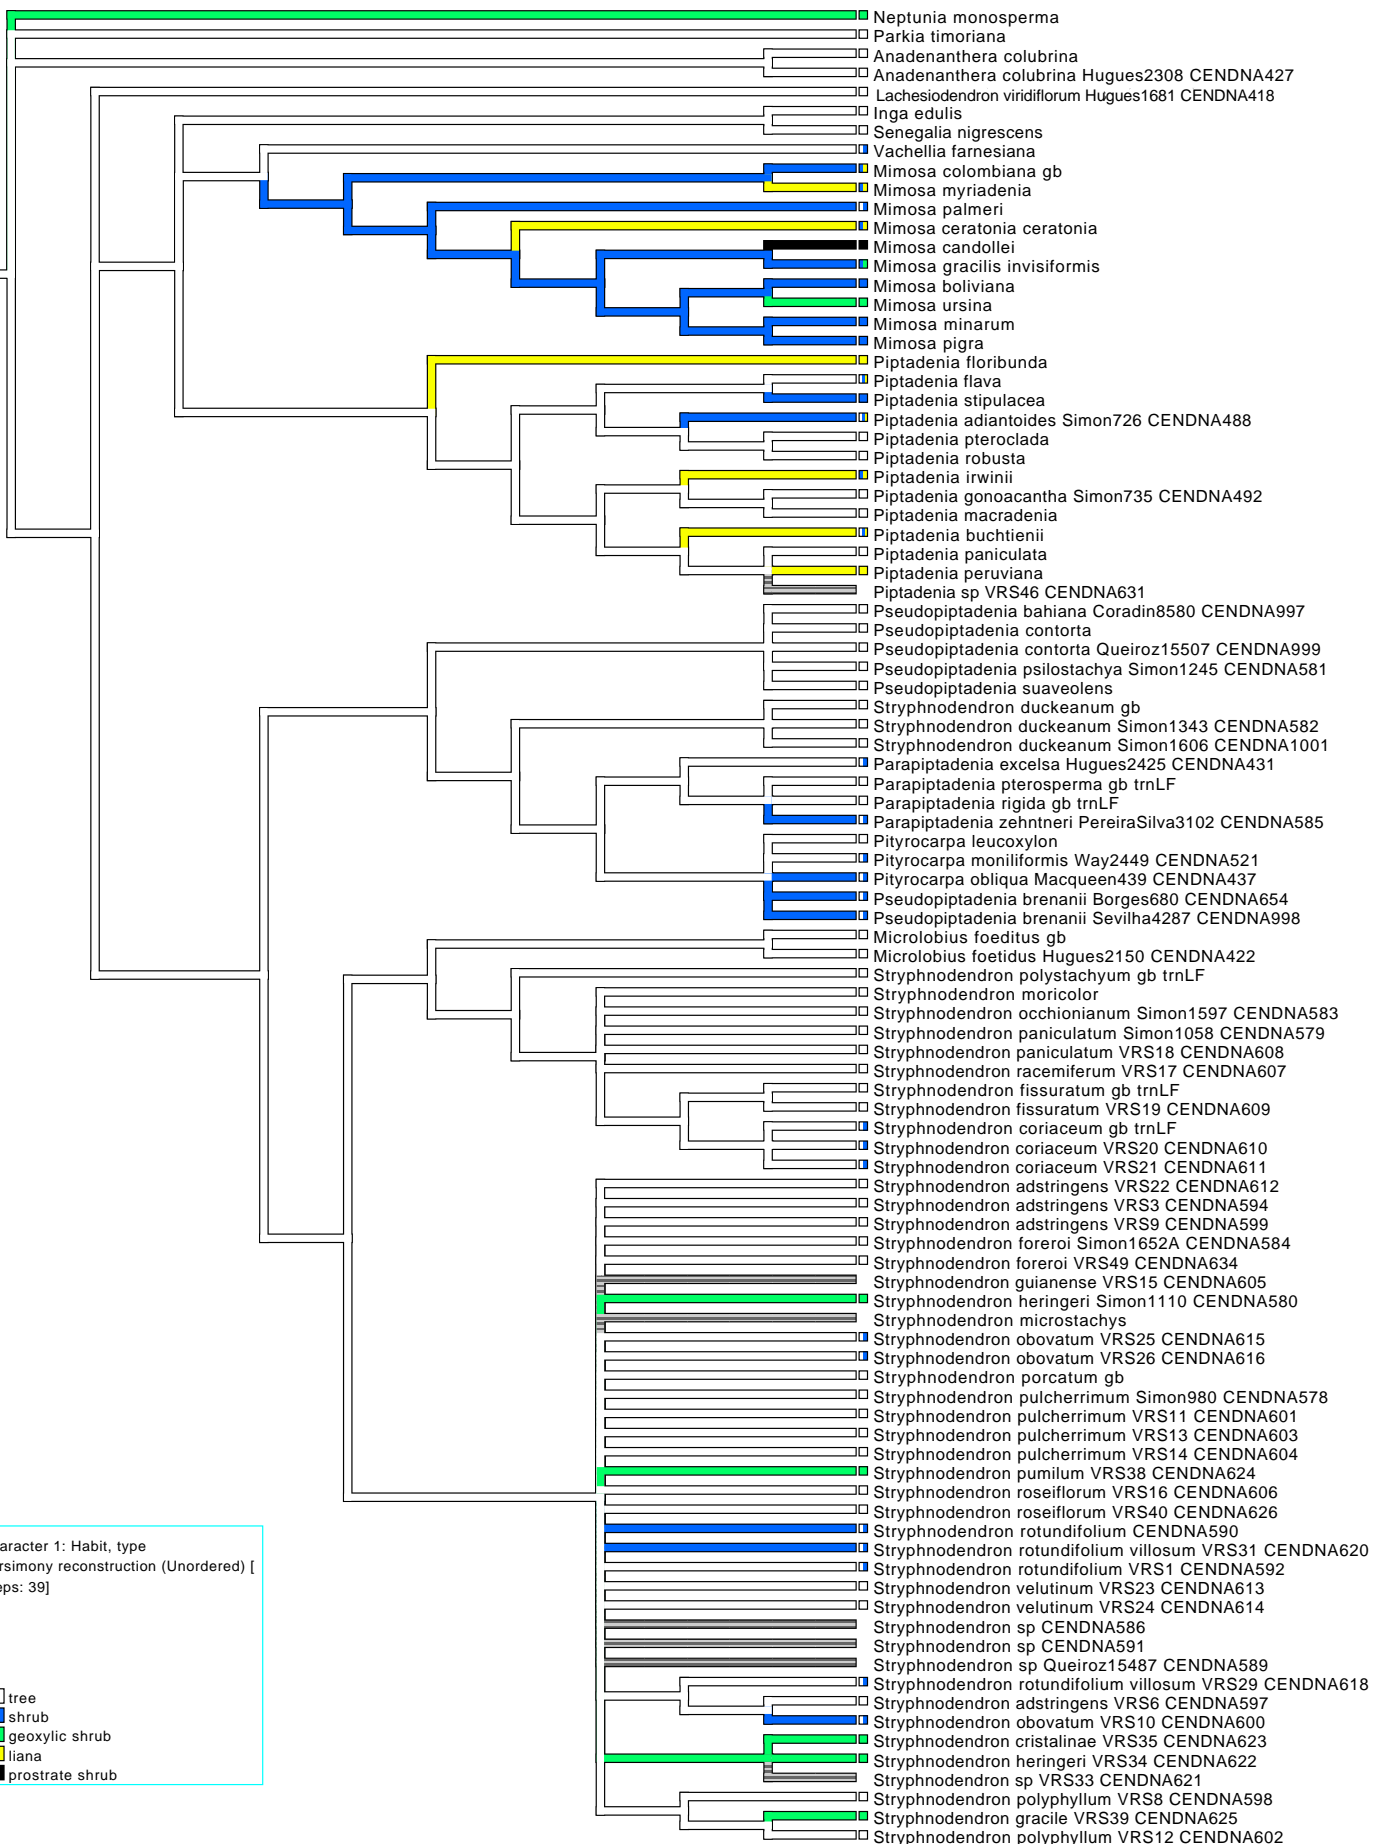 Neptunia monosperma
Parkia timoriana
Anadenanthera colubrina
Anadenanthera colubrina Hugues2308 CENDNA427
Lachesiodendron viridiflorum Hugues1681 CENDNA418
Inga edulis
Senegalia nigrescens
Vachellia farnesiana
Mimosa colombiana gb
Mimosa myriadenia
Mimosa palmeri
Mimosa ceratonia ceratonia
Mimosa candollei
Mimosa gracilis invisiformis
Mimosa boliviana
Mimosa ursina
Mimosa minarum
Mimosa pigra
Piptadenia floribunda
Piptadenia flava
Piptadenia stipulacea
Piptadenia adiantoides Simon726 CENDNA488
Piptadenia pteroclada
Piptadenia robusta
Piptadenia irwinii
Piptadenia gonoacantha Simon735 CENDNA492
Piptadenia macradenia
Piptadenia buchtienii
Piptadenia paniculata
Piptadenia peruviana
Piptadenia sp VRS46 CENDNA631
Pseudopiptadenia bahiana Coradin8580 CENDNA997
Pseudopiptadenia contorta
Pseudopiptadenia contorta Queiroz15507 CENDNA999
Pseudopiptadenia psilostachya Simon1245 CENDNA581
Pseudopiptadenia suaveolens
Stryphnodendron duckeanum gb
Stryphnodendron duckeanum Simon1343 CENDNA582
Stryphnodendron duckeanum Simon1606 CENDNA1001
Parapiptadenia excelsa Hugues2425 CENDNA431
Parapiptadenia pterosperma gb trnLF
Parapiptadenia rigida gb trnLF
Parapiptadenia zehntneri PereiraSilva3102 CENDNA585
Pityrocarpa leucoxylon
Pityrocarpa moniliformis Way2449 CENDNA521
Pityrocarpa obliqua Macqueen439 CENDNA437
Pseudopiptadenia brenanii Borges680 CENDNA654
Pseudopiptadenia brenanii Sevilha4287 CENDNA998
Microlobius foeditus gb
Microlobius foetidus Hugues2150 CENDNA422
Stryphnodendron polystachyum gb trnLF
Stryphnodendron moricolor
Stryphnodendron occhionianum Simon1597 CENDNA583
Stryphnodendron paniculatum Simon1058 CENDNA579
Stryphnodendron paniculatum VRS18 CENDNA608
Stryphnodendron racemiferum VRS17 CENDNA607
Stryphnodendron fissuratum gb trnLF
Stryphnodendron fissuratum VRS19 CENDNA609
Stryphnodendron coriaceum gb trnLF
Stryphnodendron coriaceum VRS20 CENDNA610
Stryphnodendron coriaceum VRS21 CENDNA611
Stryphnodendron adstringens VRS22 CENDNA612
Stryphnodendron adstringens VRS3 CENDNA594
Stryphnodendron adstringens VRS9 CENDNA599
Stryphnodendron foreroi Simon1652A CENDNA584
Stryphnodendron foreroi VRS49 CENDNA634
Stryphnodendron guianense VRS15 CENDNA605
Stryphnodendron heringeri Simon1110 CENDNA580
Stryphnodendron microstachys
Stryphnodendron obovatum VRS25 CENDNA615
Stryphnodendron obovatum VRS26 CENDNA616
Stryphnodendron porcatum gb
Stryphnodendron pulcherrimum Simon980 CENDNA578
Stryphnodendron pulcherrimum VRS11 CENDNA601
Stryphnodendron pulcherrimum VRS13 CENDNA603
Stryphnodendron pulcherrimum VRS14 CENDNA604
Stryphnodendron pumilum VRS38 CENDNA624
Stryphnodendron roseiflorum VRS16 CENDNA606
Stryphnodendron roseiflorum VRS40 CENDNA626
Stryphnodendron rotundifolium CENDNA590
Stryphnodendron rotundifolium villosum VRS31 CENDNA620
Stryphnodendron rotundifolium VRS1 CENDNA592
Stryphnodendron velutinum VRS23 CENDNA613
Stryphnodendron velutinum VRS24 CENDNA614
Stryphnodendron sp CENDNA586
Stryphnodendron sp CENDNA591
Stryphnodendron sp Queiroz15487 CENDNA589
Stryphnodendron rotundifolium villosum VRS29 CENDNA618
Stryphnodendron adstringens VRS6 CENDNA597
Stryphnodendron obovatum VRS10 CENDNA600
Stryphnodendron cristalinae VRS35 CENDNA623
Stryphnodendron heringeri VRS34 CENDNA622
Stryphnodendron sp VRS33 CENDNA621
Stryphnodendron polyphyllum VRS8 CENDNA598
Stryphnodendron gracile VRS39 CENDNA625
Stryphnodendron polyphyllum VRS12 CENDNA602
aracter 1: Habit, type
rsimony reconstruction (Unordered) [
eps: 39]
tree
shrub
geoxylic shrub
liana
prostrate shrub